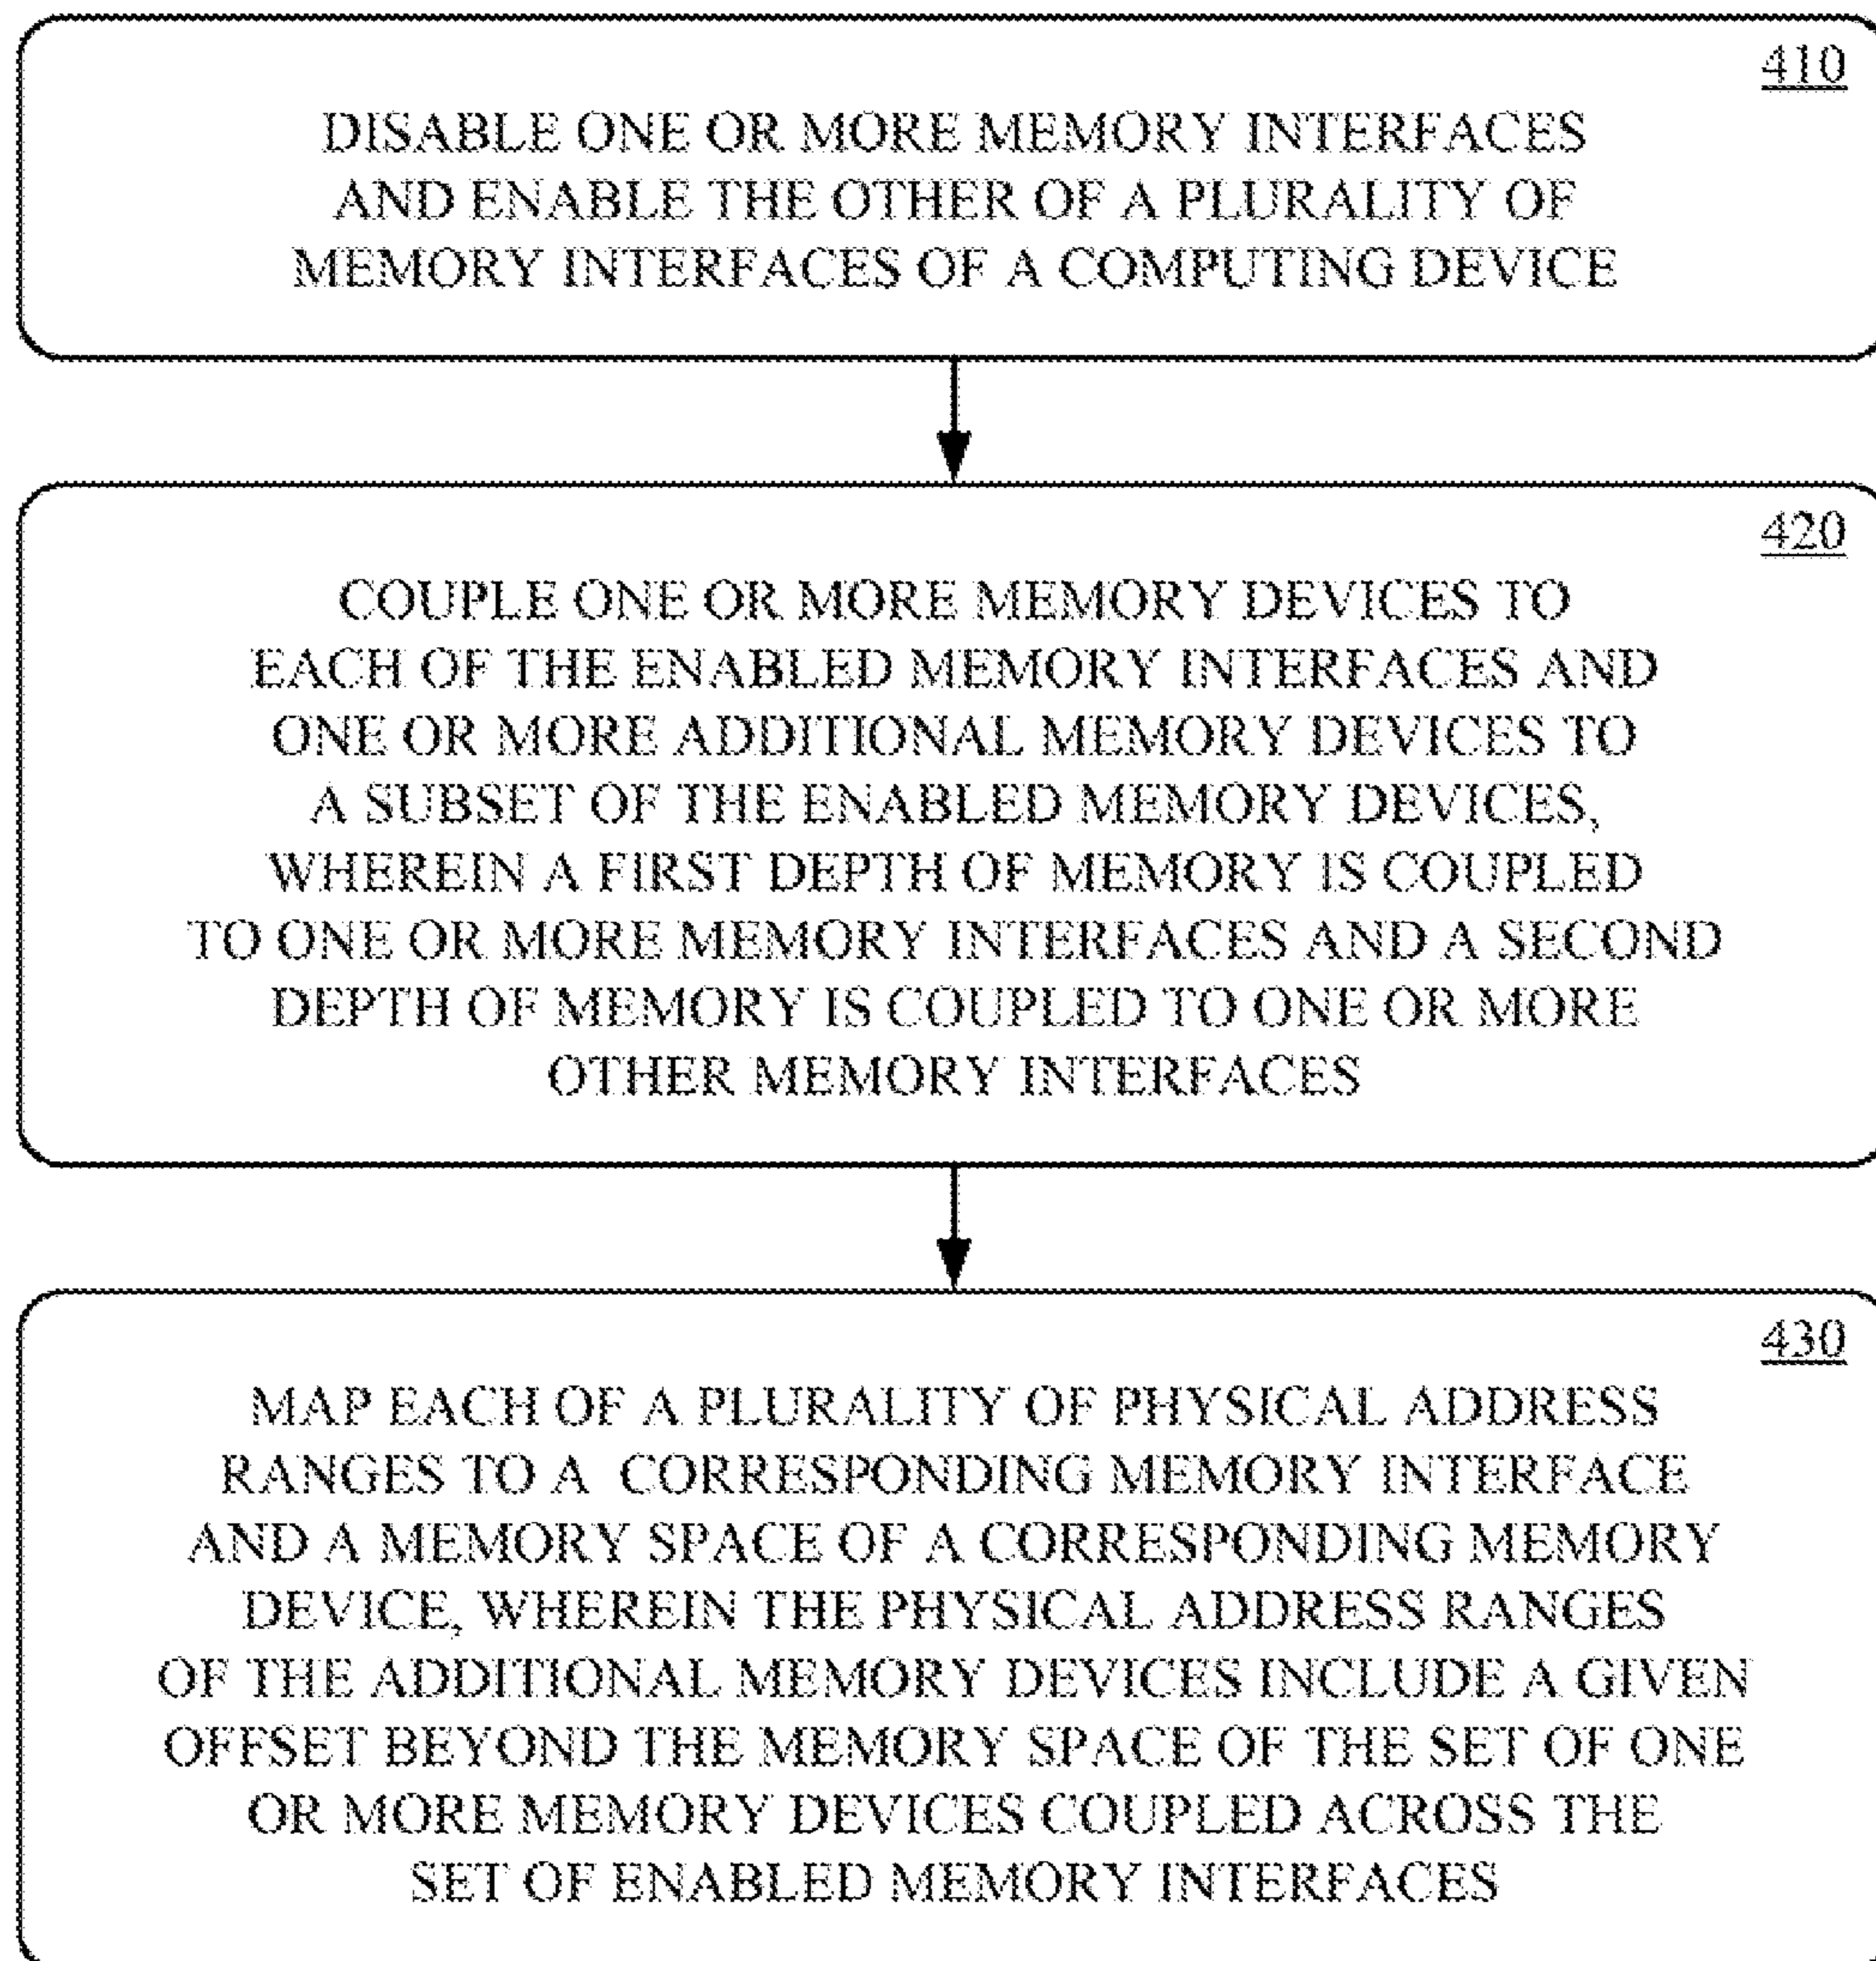 410
DISABLE ONE OR MORE MEMORY INTERFACES
AND ENABLE THE OTHER OF A PLURALITY OF
MEMORY INTERFACES OF A COMPUTING DEVICE
420
COUPLE ONE OR MORE MEMORY DEVICES TO
EACH OF THE ENABLED MEMORY INTERFACES AND
ONE OR MORE ADDITIONAL MEMORY DEVICES TO
A SUBSET OF THE ENABLED MEMORY DEVICES,
WHEREIN A FIRST DEPTH OF MEMORY IS COUPLED
TO ONE OR MORE MEMORY INTERFACES AND A SECOND
DEPTH OF MEMORY IS COUPLED TO ONE OR MORE
OTHER MEMORY INTERFACES
430
MAP EACH OF A PLURALITY OF PHYSICAL ADDRESS
RANGES TO A CORRESPONDING MEMORY INTERFACE
AND A MEMORY SPACE OF A CORRESPONDING MEMORY
DEVICE, WHEREIN THE PHYSICAL ADDRESS RANGES
OF THE ADDITIONAL MEMORY DEVICES INCLUDE A GIVEN
OFFSET BEYOND THE MEMORY SPACE OF THE SET OF ONE
OR MORE MEMORY DEVICES COUPLED ACROSS THE
SET OF ENABLED MEMORY INTERFACES